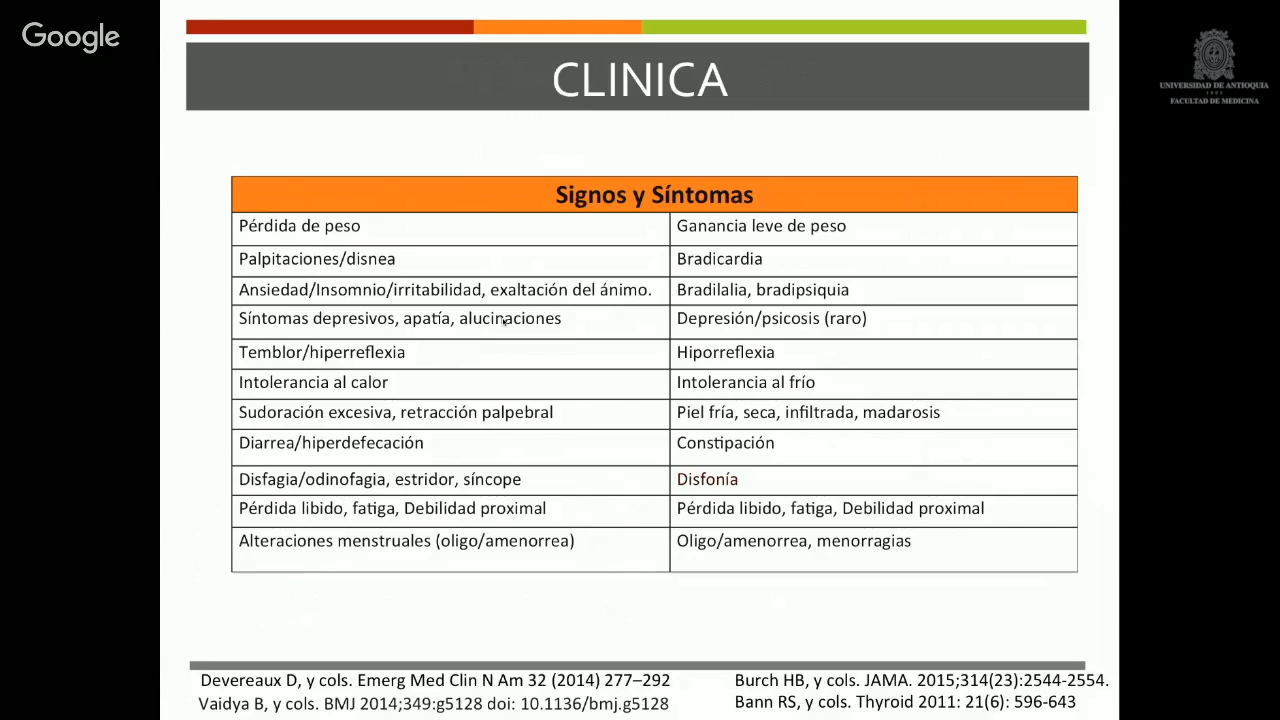 Google
UNIVERSIDAD DE ANTIOQUIA
1803
FACULTAD DE MEDICINA
CLINICA
Signos y Síntomas
Pérdida de peso
Ganancia leve de peso
Palpitaciones/disnea
Bradicardia
Ansiedad/Insomnio/irritabilidad, exaltación del ánimo.
Bradilalia, bradipsiquia
Síntomas depresivos, apatía, alucinaciones
Depresión/psicosis (raro)
Temblor/hiperreflexia
Hiporreflexia
Intolerancia al calor
Intolerancia al frío
Sudoración excesiva, retracción palpebral
Piel fría, seca, infiltrada, madarosis
Diarrea/hiperdefecación
Constipación
Disfagia/odinofagia, estridor, síncope
Disfonía
Pérdida libido, fatiga, Debilidad proximal
Pérdida libido, fatiga, Debilidad proximal
Alteraciones menstruales (oligo/amenorrea)
Oligo/amenorrea, menorragias
Devereaux D, y cols. Emerg Med Clin N Am 32 (2014) 277–292
Vaidya B, y cols. BMJ 2014;349:g5128 doi: 10.1136/bmj.g5128
Burch HB, y cols. JAMA. 2015;314(23):2544-2554.
Bann RS, y cols. Thyroid 2011: 21(6): 596-643